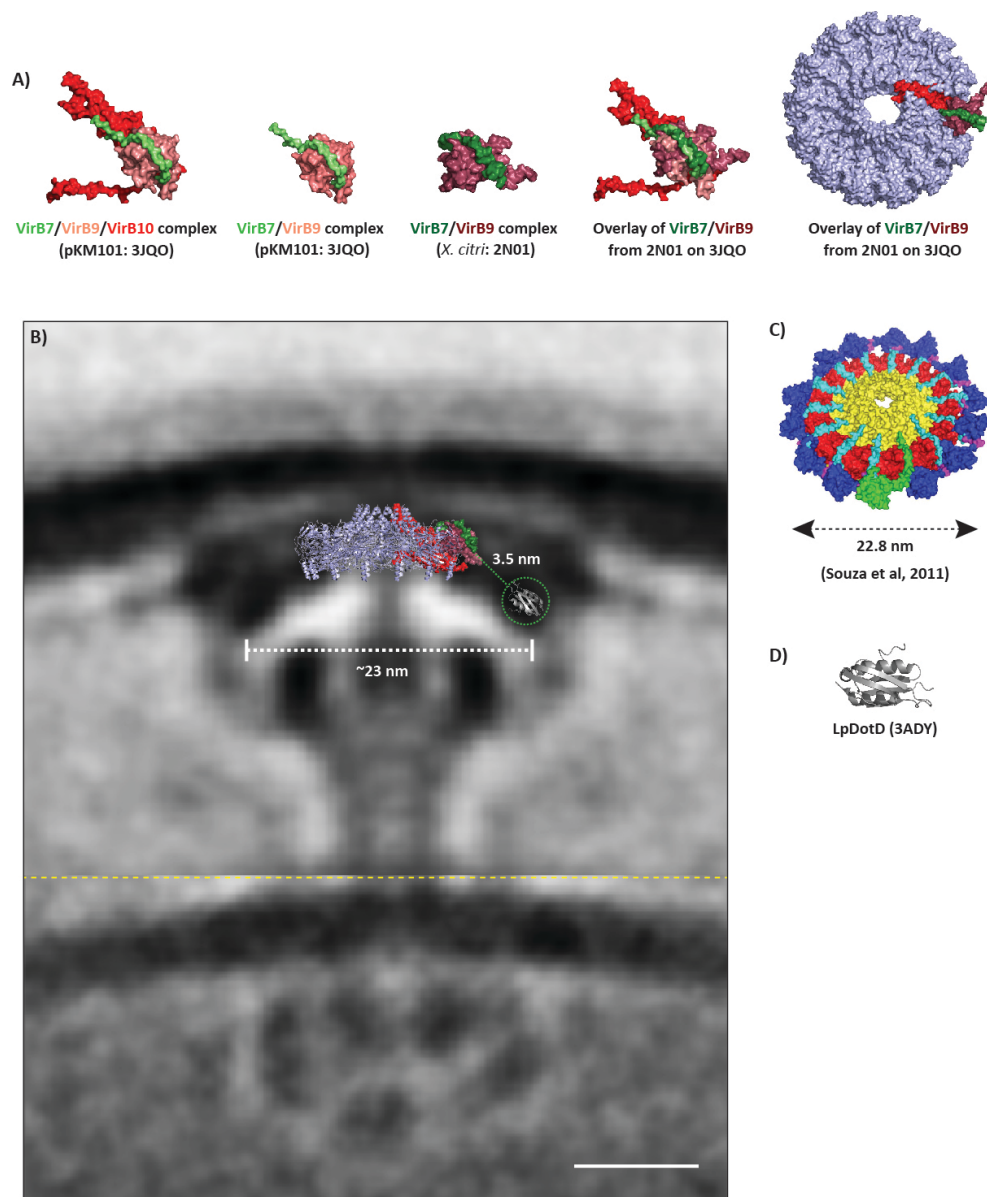 A)
VirB7/VirB9/VirB10 complex
(pKM101: 3JQO)
VirB7/VirB9 complex
(pKM101: 3JQO)
VirB7/VirB9 complex
(X. citri: 2N01)
Overlay of VirB7/VirB9
from 2N01 on 3JQO
Overlay of VirB7/VirB9
from 2N01 on 3JQO
B)
3.5 nm
~23 nm
C)
22.8 nm
(Souza et al, 2011)
D)
LpDotD (3ADY)